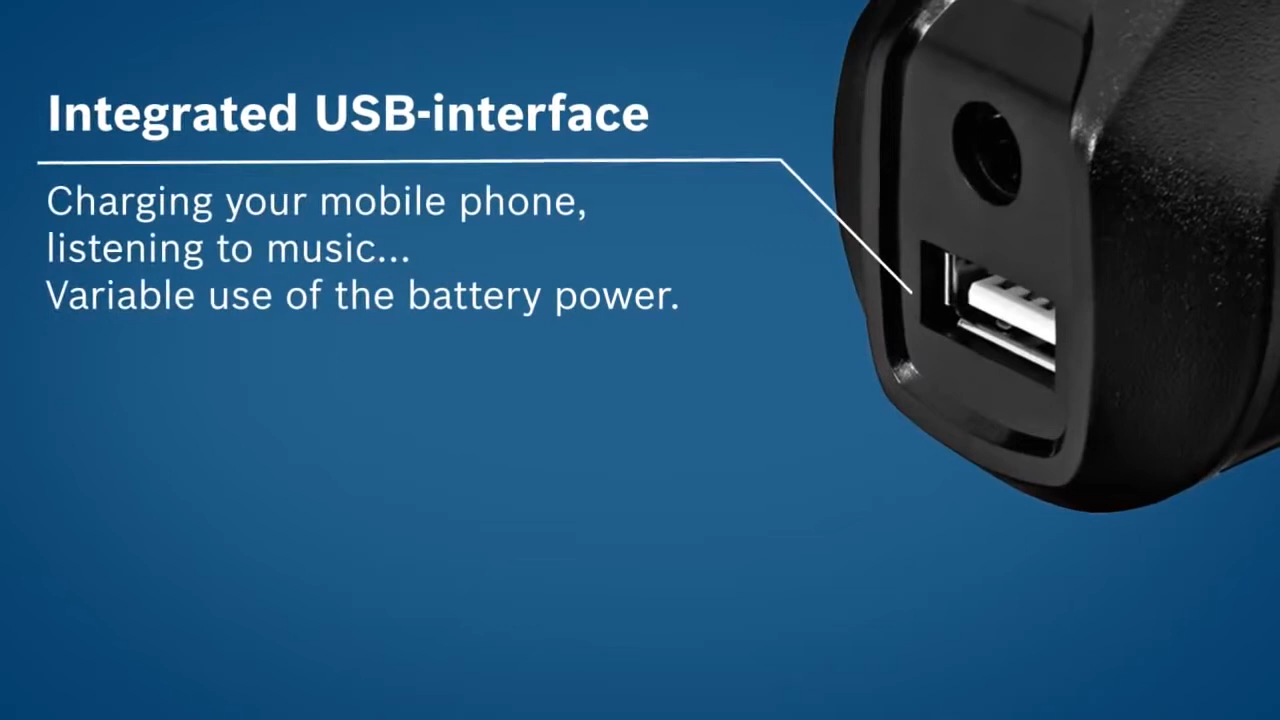 Integrated USB-interface
Charging your mobile phone,
listening to music...
Variable use of the battery power.